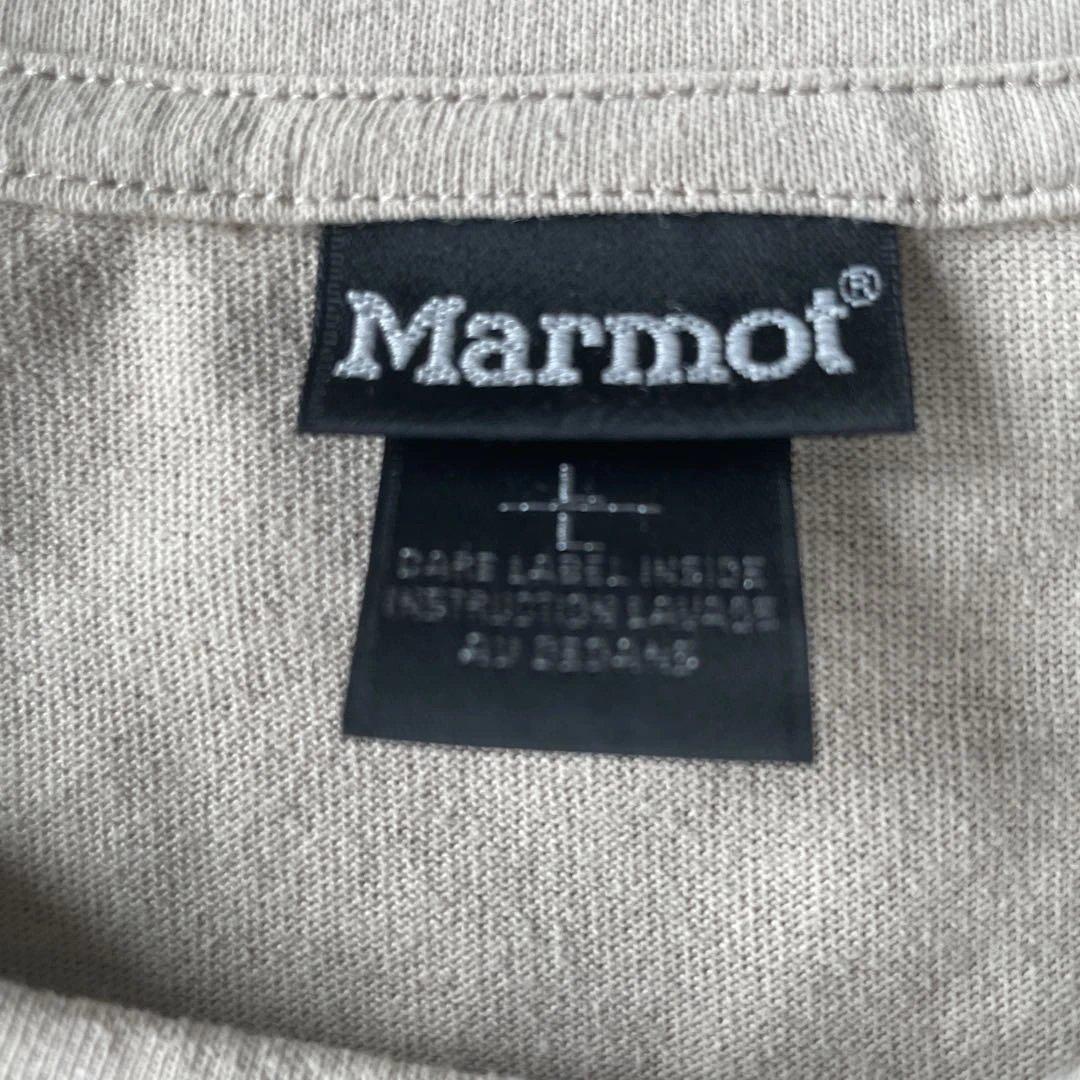 Marmot®
L
CARE LABEL INSIDE
INSTRUCTION LAVAGE
AU DEDANS